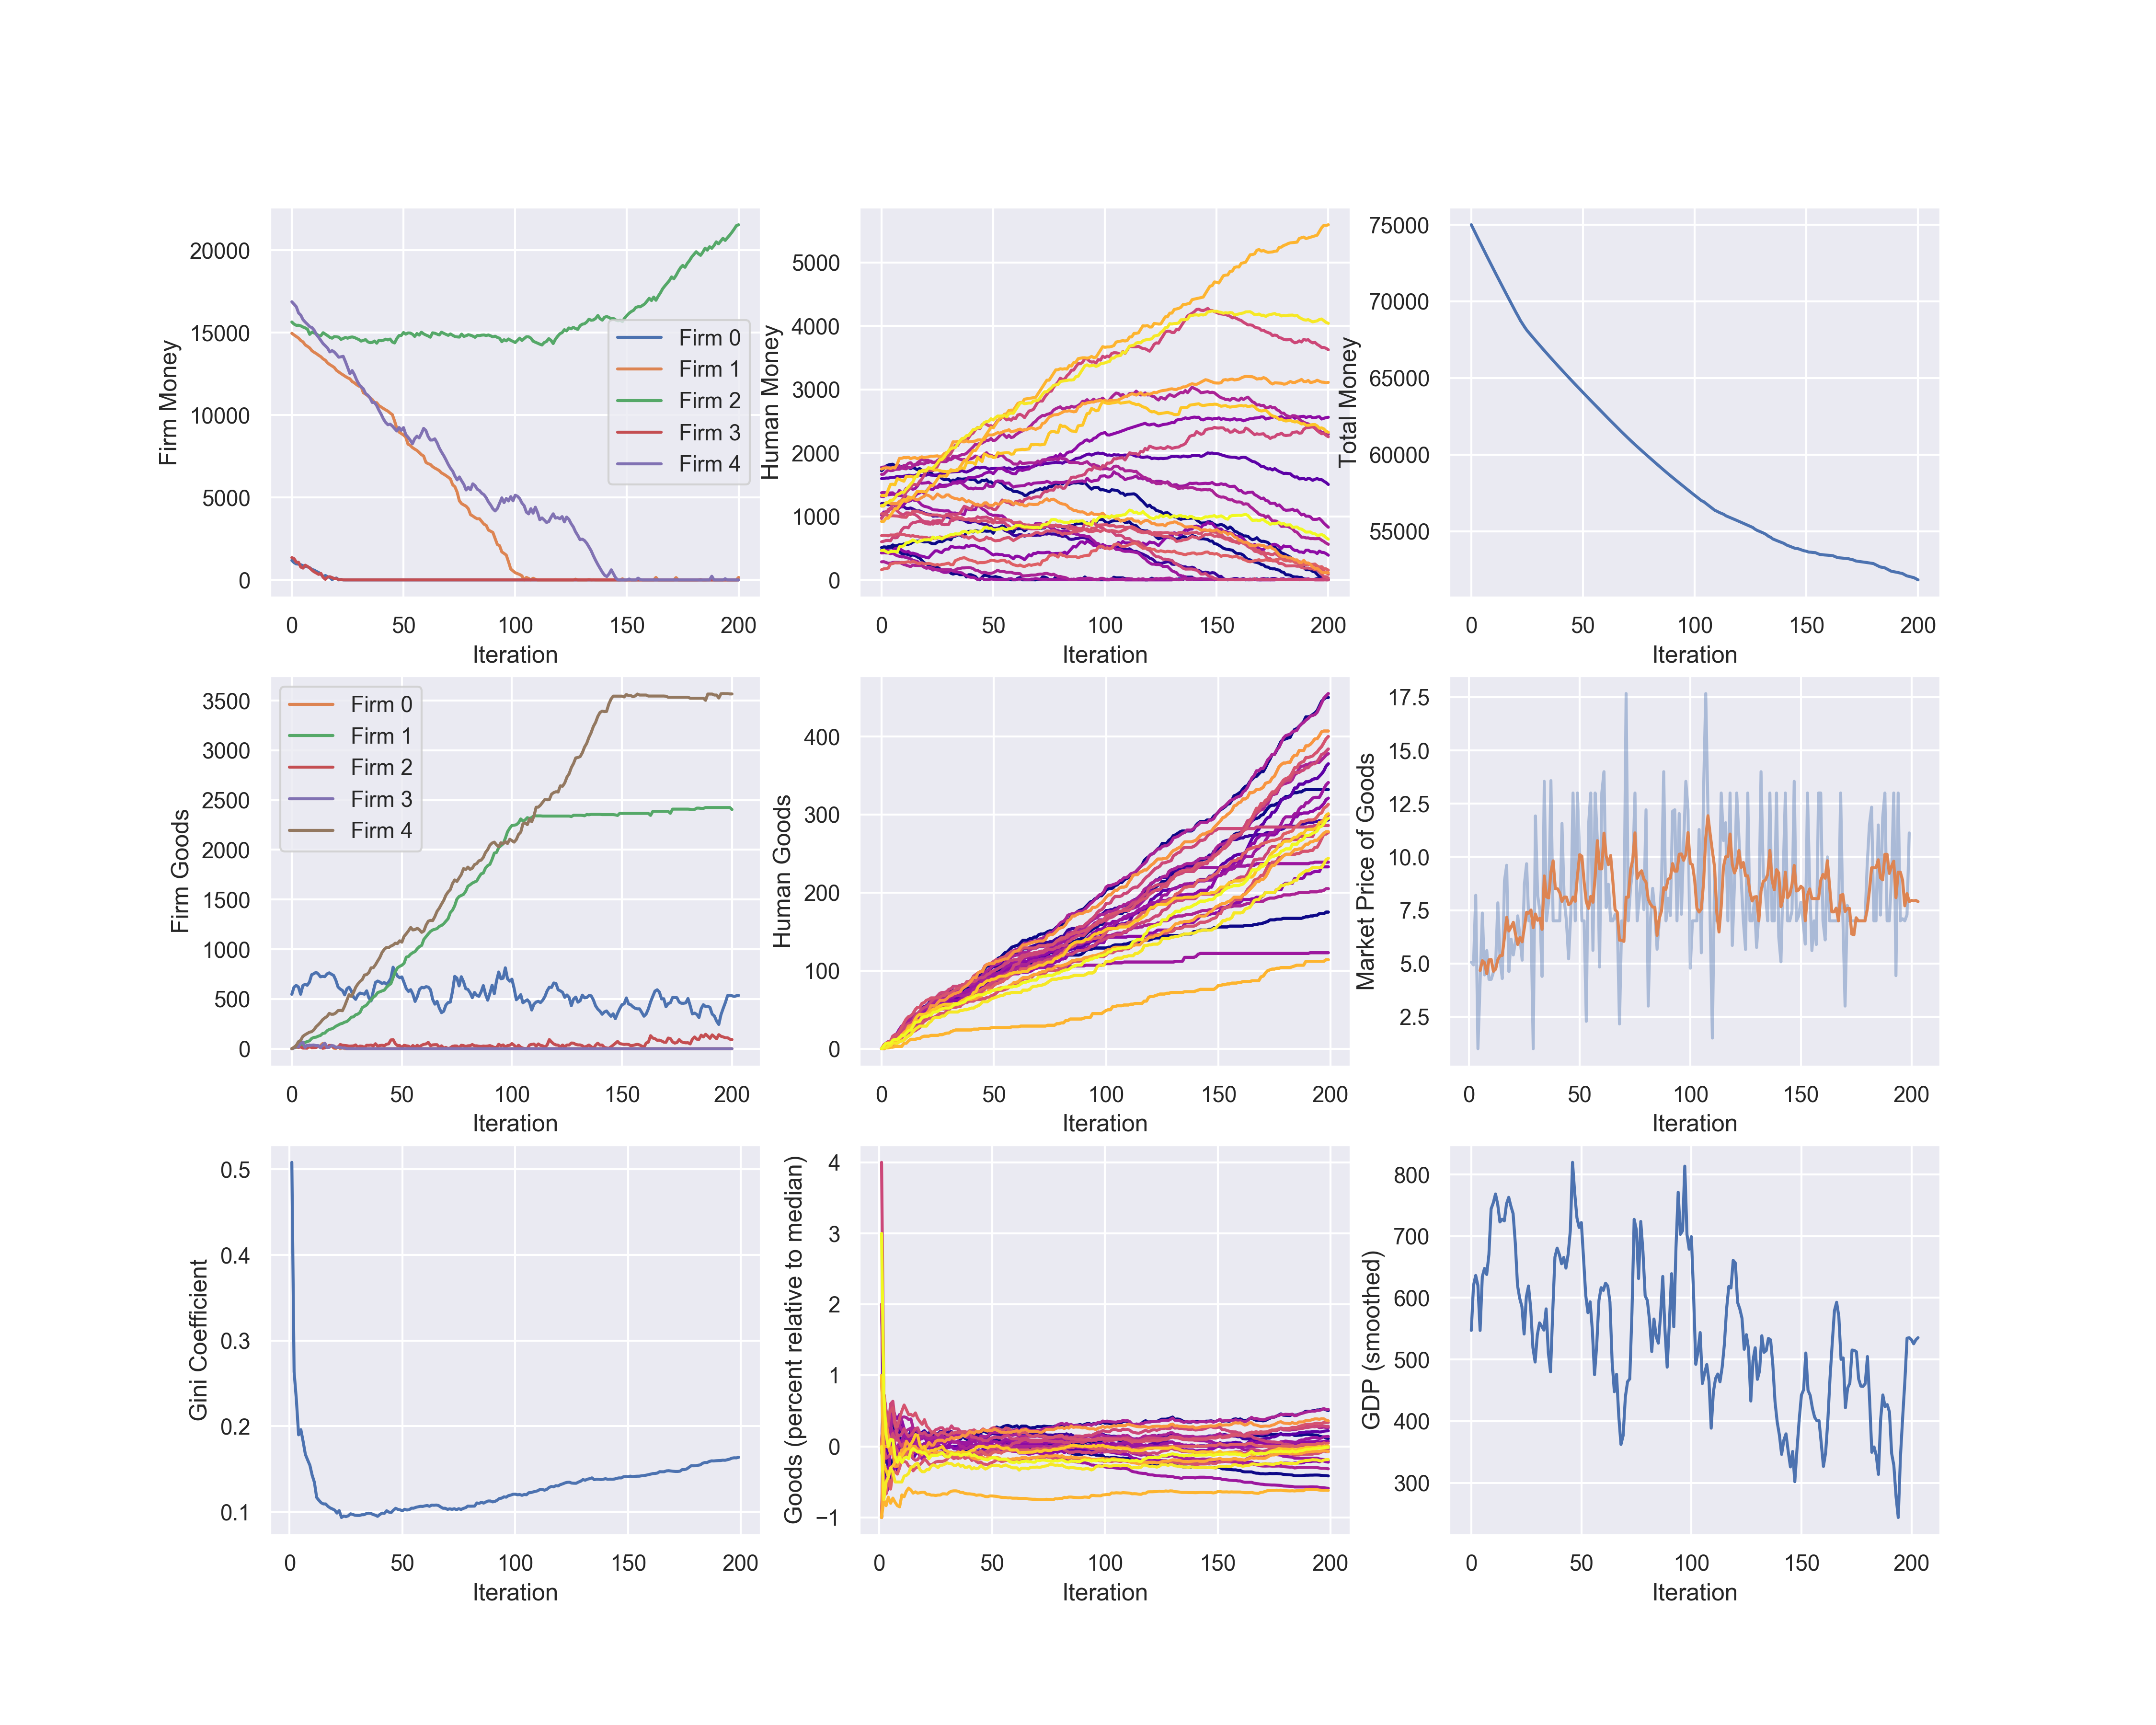 Firm Money
20000
15000
10000
5000
0
Firm 0
Firm 1
Firm 2
Firm 3
Firm 4
0 50 100 150 200
Iteration
Human Money
5000
4000
3000
2000
1000
0
0 50 100 150 200
Iteration
Total Money
75000
70000
65000
60000
55000
0 50 100 150 200
Iteration
Firm Goods
3500
3000
2500
2000
1500
1000
500
0
Firm 0
Firm 1
Firm 2
Firm 3
Firm 4
0 50 100 150 200
Iteration
Human Goods
400
300
200
100
0
0 50 100 150 200
Iteration
Market Price of Goods
17.5
15.0
12.5
10.0
7.5
5.0
2.5
0 50 100 150 200
Iteration
Gini Coefficient
0.5
0.4
0.3
0.2
0.1
0 50 100 150 200
Iteration
Goods (percent relative to median)
4
3
2
1
0
−1
0 50 100 150 200
Iteration
GDP (smoothed)
800
700
600
500
400
300
0 50 100 150 200
Iteration